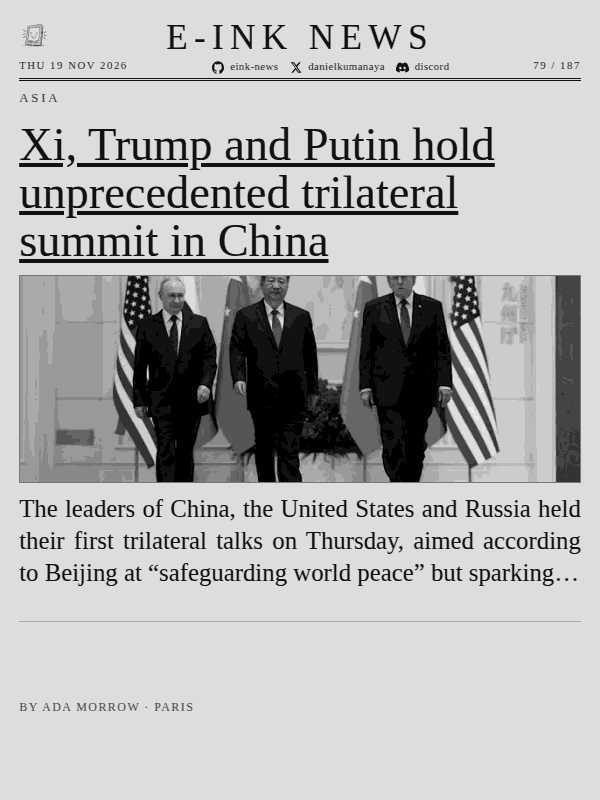 E-INK NEWS
THU 19 NOV 2026
eink-news
danielkumanaya
discord
79 / 187
ASIA
Xi, Trump and Putin hold
unprecedented trilateral
summit in China
The leaders of China, the United States and Russia held
their first trilateral talks on Thursday, aimed according
to Beijing at “safeguarding world peace” but sparking…
BY ADA MORROW · PARIS